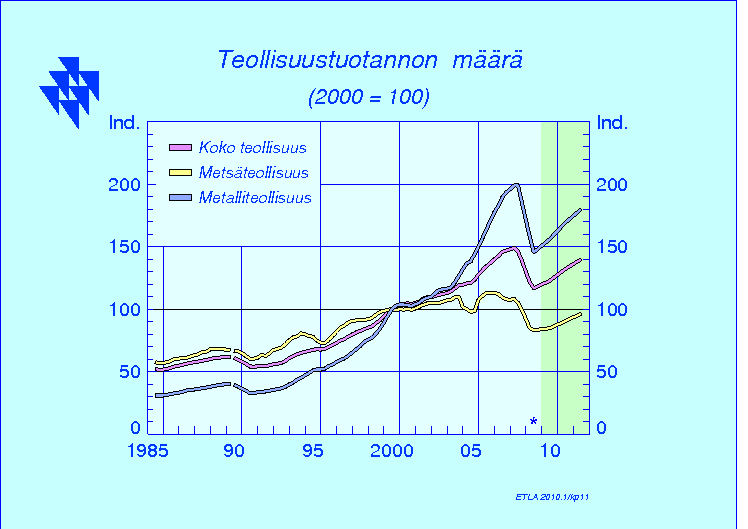 Teollisuustuotannon määrä
(2000 = 100)
Ind. Ind.
Koko teollisuus
Metsäteollisuus
Metalliteollisuus
200 200
150 150
100 100
50 50
0 * 0
1985 90 95 2000 05 10
ETLA 2010.1/kp11